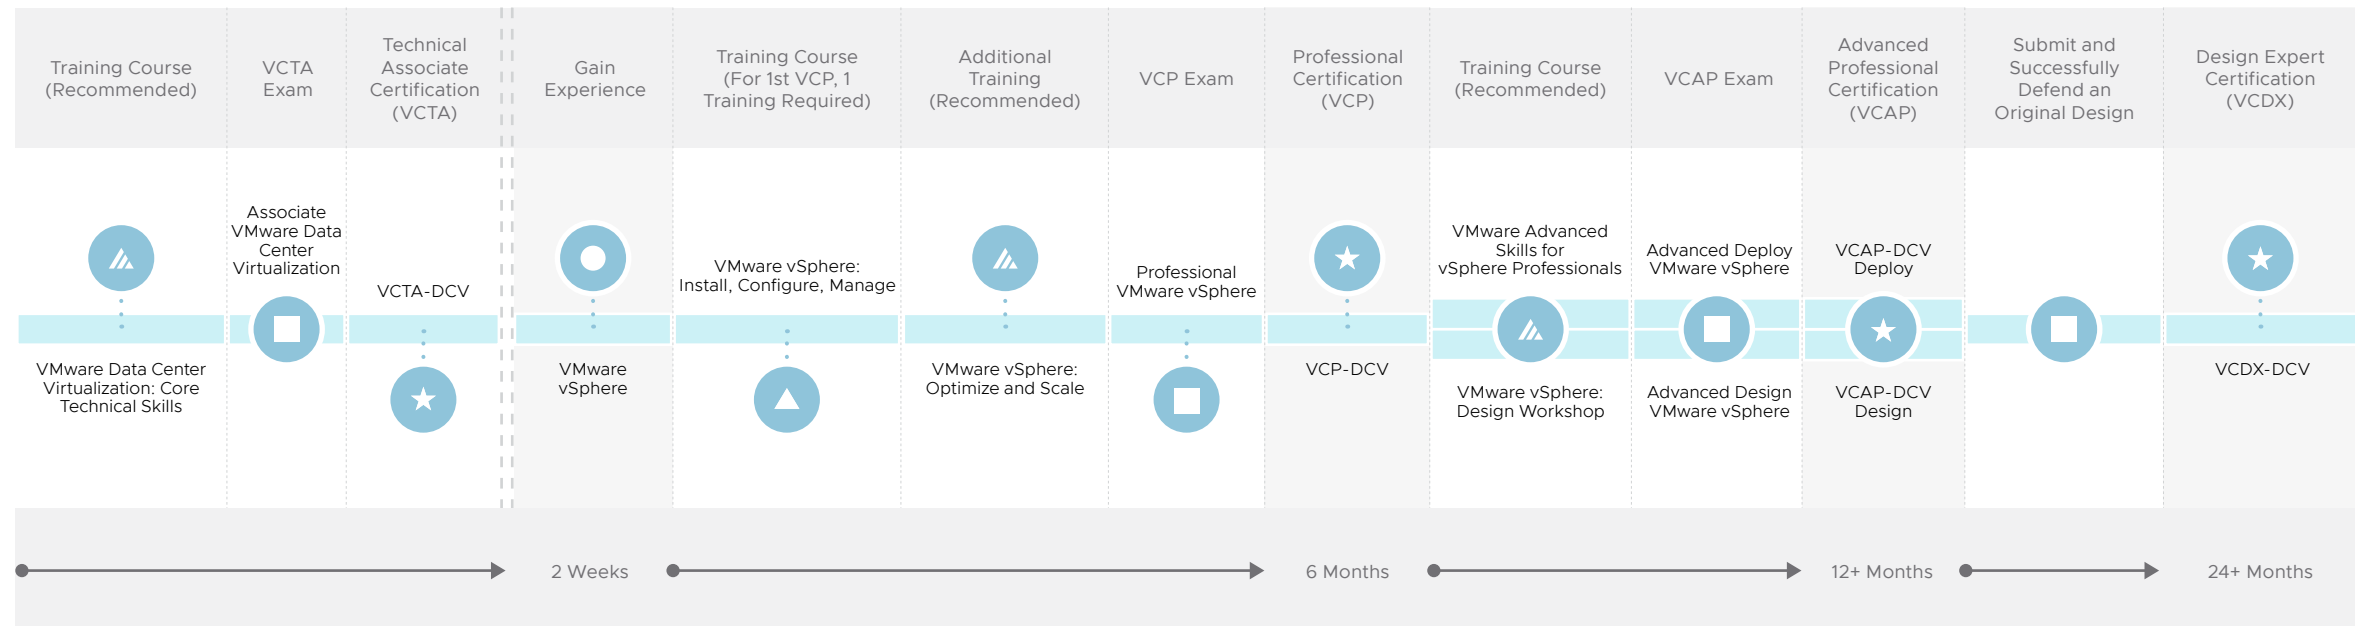 Training Course
(Recommended)
VCTA
Exam
Technical
Associate
Certification
(VCTA)
Gain
Experience
Training Course
(For 1st VCP, 1
Training Required)
Additional
Training
(Recommended)
VCP Exam
Professional
Certification
(VCP)
Training Course
(Recommended)
VCAP Exam
Advanced
Professional
Certification
(VCAP)
Submit and
Successfully
Defend an
Original Design
Design Expert
Certification
(VCDX)
VMware Data Center
Virtualization: Core
Technical Skills
Associate
VMware Data
Center
Virtualization
VCTA-DCV
VMware
vSphere
VMware vSphere:
Install, Configure, Manage
VMware vSphere:
Optimize and Scale
Professional
VMware vSphere
VCP-DCV
VMware Advanced
Skills for
vSphere Professionals
VMware vSphere:
Design Workshop
Advanced Deploy
VMware vSphere
Advanced Design
VMware vSphere
VCAP-DCV
Deploy
VCAP-DCV
Design
VCDX-DCV
2 Weeks
6 Months
12+ Months
24+ Months